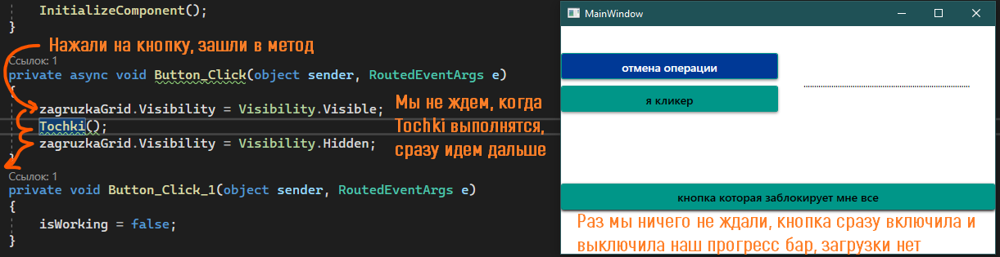 InitializeComponent();
}
Нажали на кнопку, зашли в метод
Ссылок: 1
private async void Button_Click(object sender, RoutedEventArgs e)
{
zagruzkaGrid.Visibility = Visibility.Visible;
Tochki();
zagruzkaGrid.Visibility = Visibility.Hidden;
}
Мы не ждем, когда
Tochki выполнятся,
сразу идем дальше
Ссылок: 1
private void Button_Click_1(object sender, RoutedEventArgs e)
{
isWorking = false;
}
MainWindow
отмена операции
я кликер
кнопка которая заблокирует мне все
Раз мы ничего не ждали, кнопка сразу включила и
выключила наш прогресс бар, загрузки нет